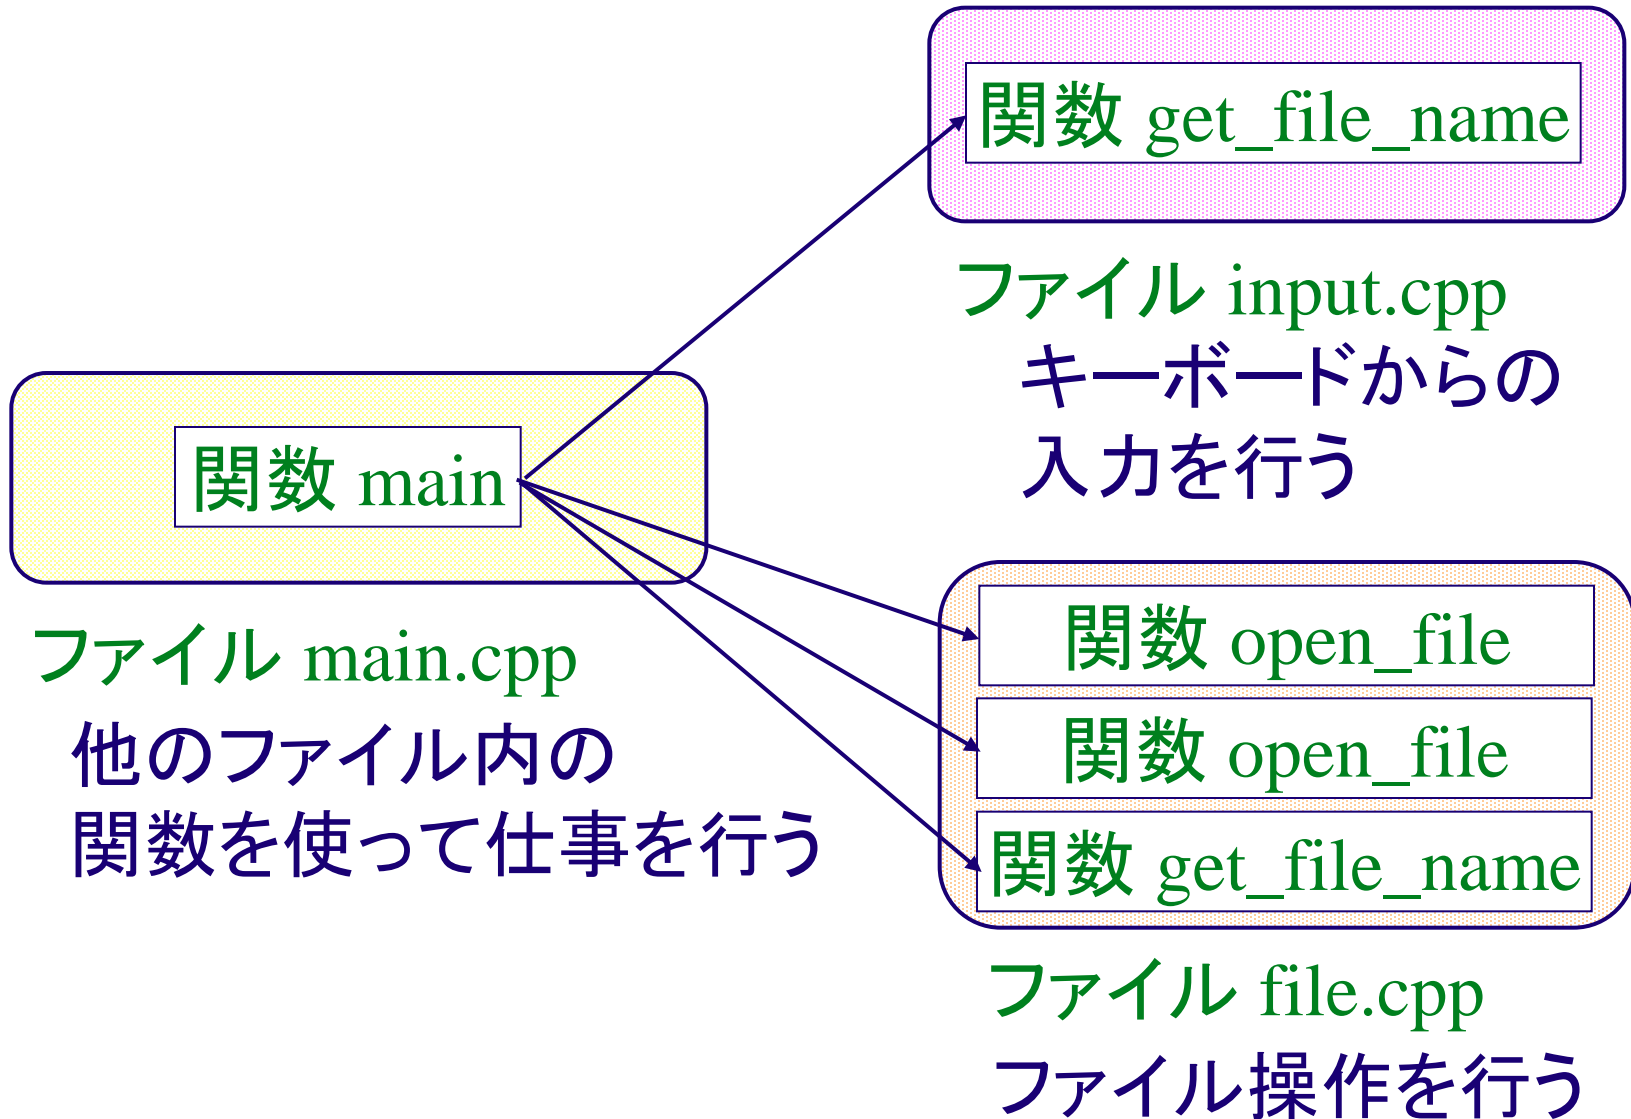 関数 get_file_name
ファイル input.cpp
キーボードからの
入力を行う
関数 main
ファイル main.cpp
他のファイル内の
関数を使って仕事を行う
関数 open_file
関数 open_file
関数 get_file_name
ファイル file.cpp
ファイル操作を行う